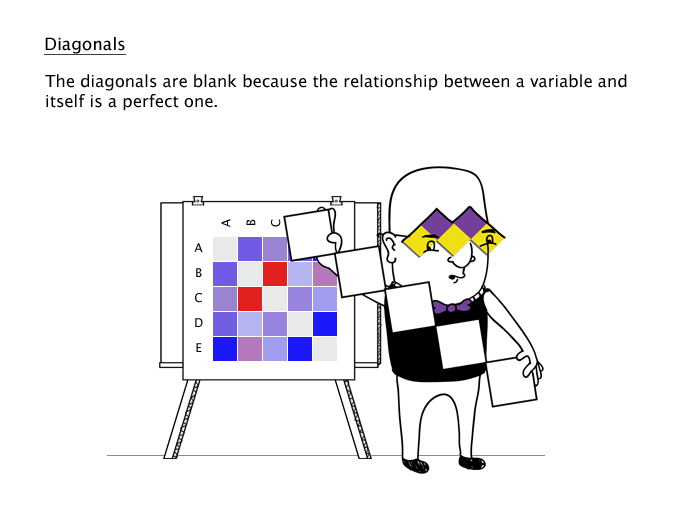 Diagonals
The diagonals are blank because the relationship between a variable and
itself is a perfect one.
A B C
A
B
C
D
E